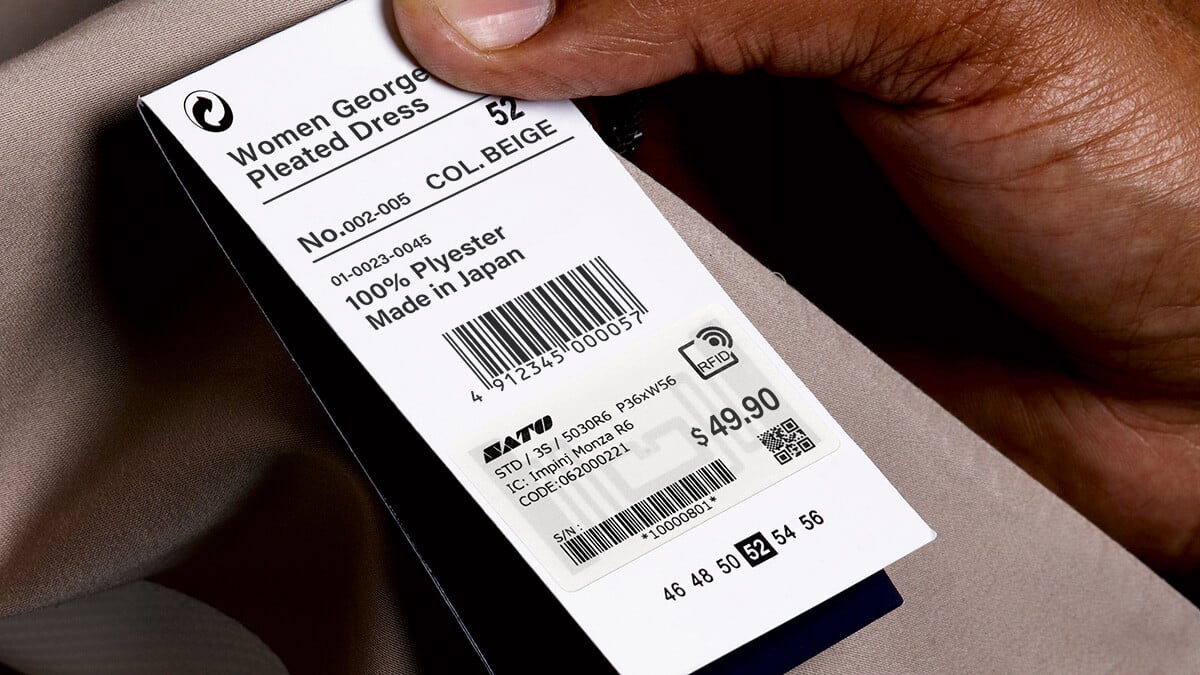 Women George
Pleated Dress
52
No.002-005 COL.BEIGE
01-0023-0045
100% Plyester
Made in Japan
4 912345 000057
RFID
SATO
STD / 3S / 5030R6 P36xW56
IC: Impinj Monza R6
CODE:062000221
$49.90
S/N :
*10000801*
46 48 50 52 54 56